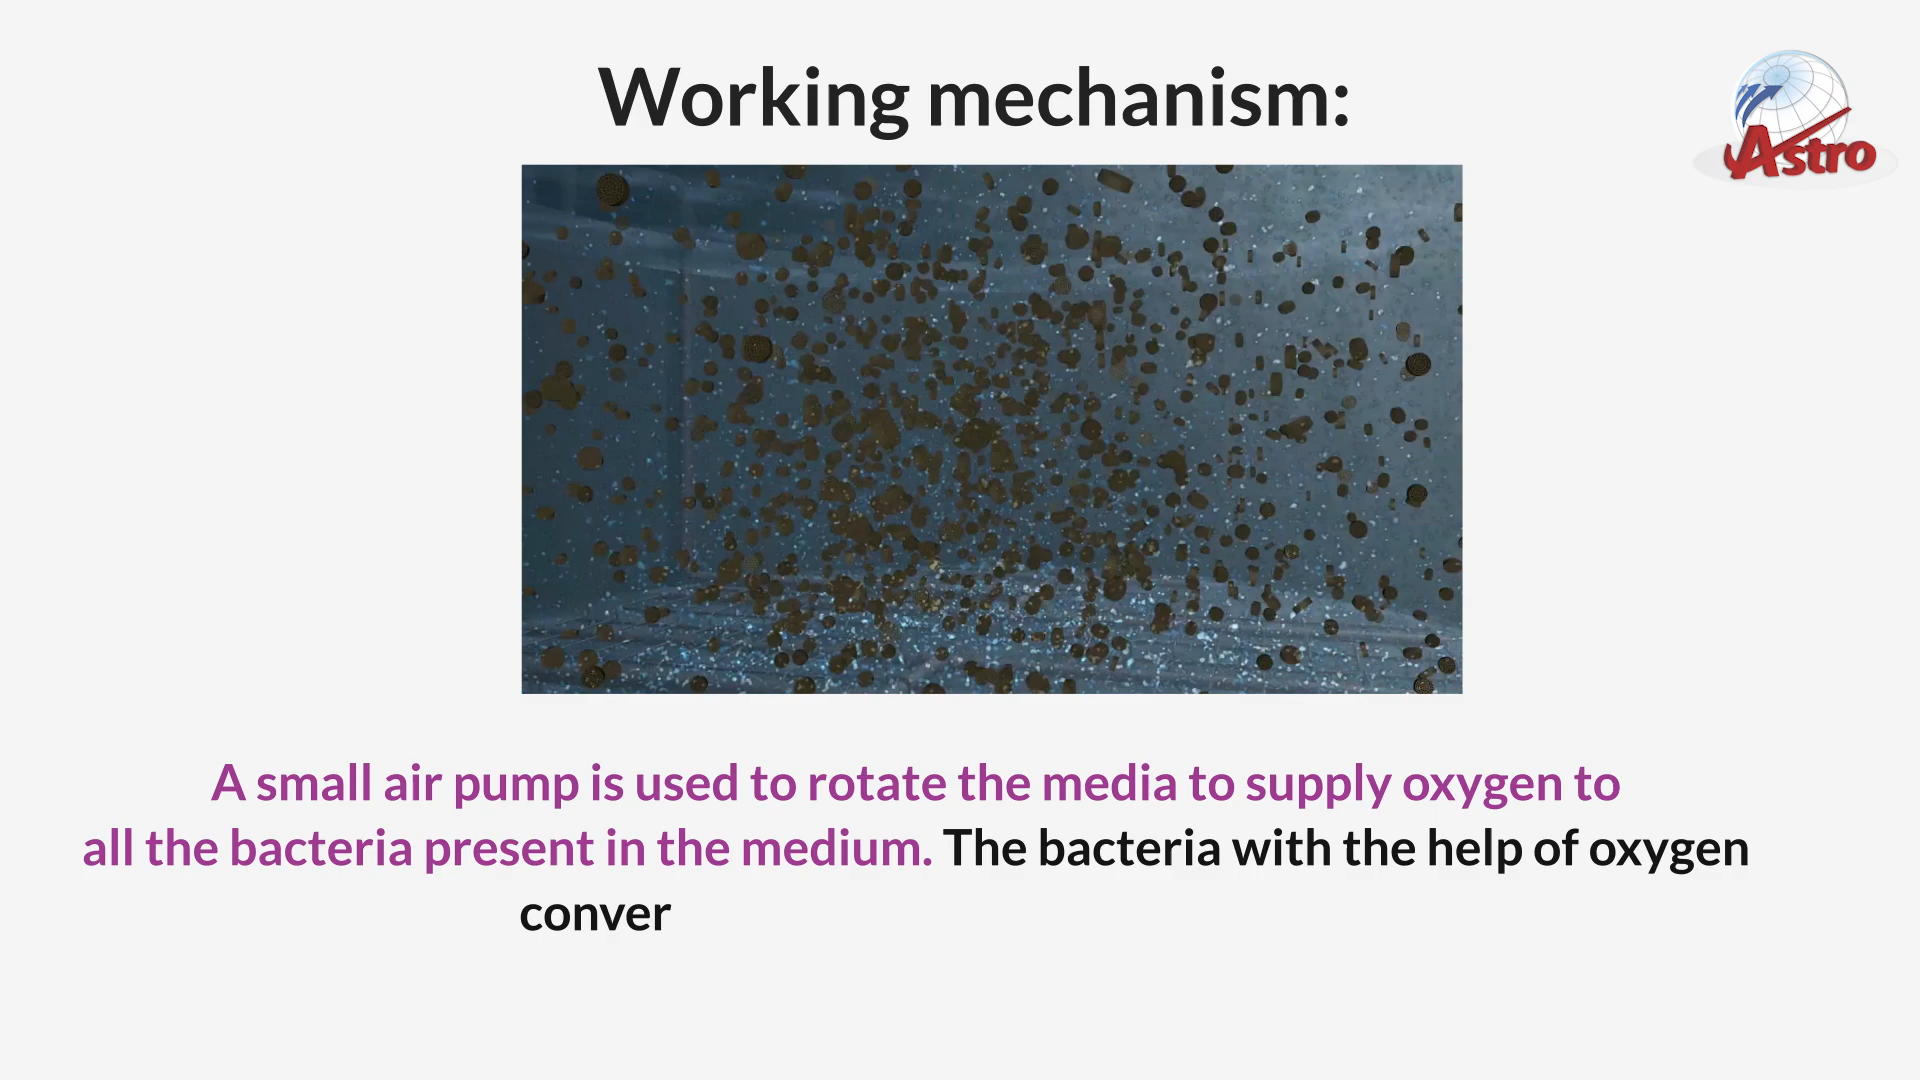 Working mechanism:
Astro
A small air pump is used to rotate the media to supply oxygen to
all the bacteria present in the medium. The bacteria with the help of oxygen
conver